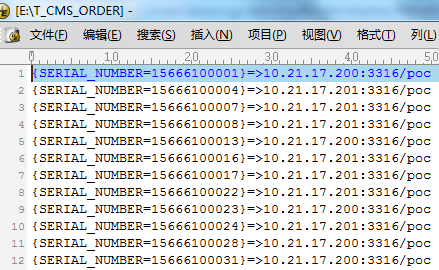 [E:\T_CMS_ORDER] -
文件(F) 编辑(E) 搜索(S) 插入(N) 项目(P) 视图(V) 格式(T) 列(L)
0 10 20 30 40 50
1 {SERIAL_NUMBER=15666100001}=>10.21.17.200:3316/poc
2 {SERIAL_NUMBER=15666100004}=>10.21.17.201:3316/poc
3 {SERIAL_NUMBER=15666100007}=>10.21.17.201:3316/poc
4 {SERIAL_NUMBER=15666100008}=>10.21.17.201:3316/poc
5 {SERIAL_NUMBER=15666100013}=>10.21.17.200:3316/poc
6 {SERIAL_NUMBER=15666100016}=>10.21.17.200:3316/poc
7 {SERIAL_NUMBER=15666100017}=>10.21.17.201:3316/poc
8 {SERIAL_NUMBER=15666100022}=>10.21.17.201:3316/poc
9 {SERIAL_NUMBER=15666100023}=>10.21.17.200:3316/poc
10 {SERIAL_NUMBER=15666100024}=>10.21.17.201:3316/poc
11 {SERIAL_NUMBER=15666100028}=>10.21.17.200:3316/poc
12 {SERIAL_NUMBER=15666100031}=>10.21.17.200:3316/poc